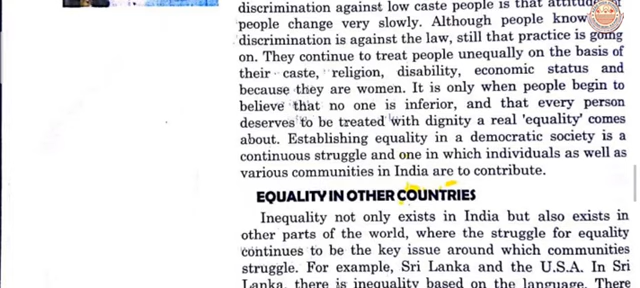 discrimination against low caste people is that attitude of
people change very slowly. Although people know
discrimination is against the law, still that practice is going
on. They continue to treat people unequally on the basis of
their caste, religion, disability, economic status and
because they are women. It is only when people begin to
believe that no one is inferior, and that every person
deserves to be treated with dignity a real 'equality' comes
about. Establishing equality in a democratic society is a
continuous struggle and one in which individuals as well as
various communities in India are to contribute.
EQUALITY IN OTHER COUNTRIES
Inequality not only exists in India but also exists in
other parts of the world, where the struggle for equality
continues to be the key issue around which communities
struggle. For example, Sri Lanka and the U.S.A. In Sri
Lanka, there is inequality based on the language. There